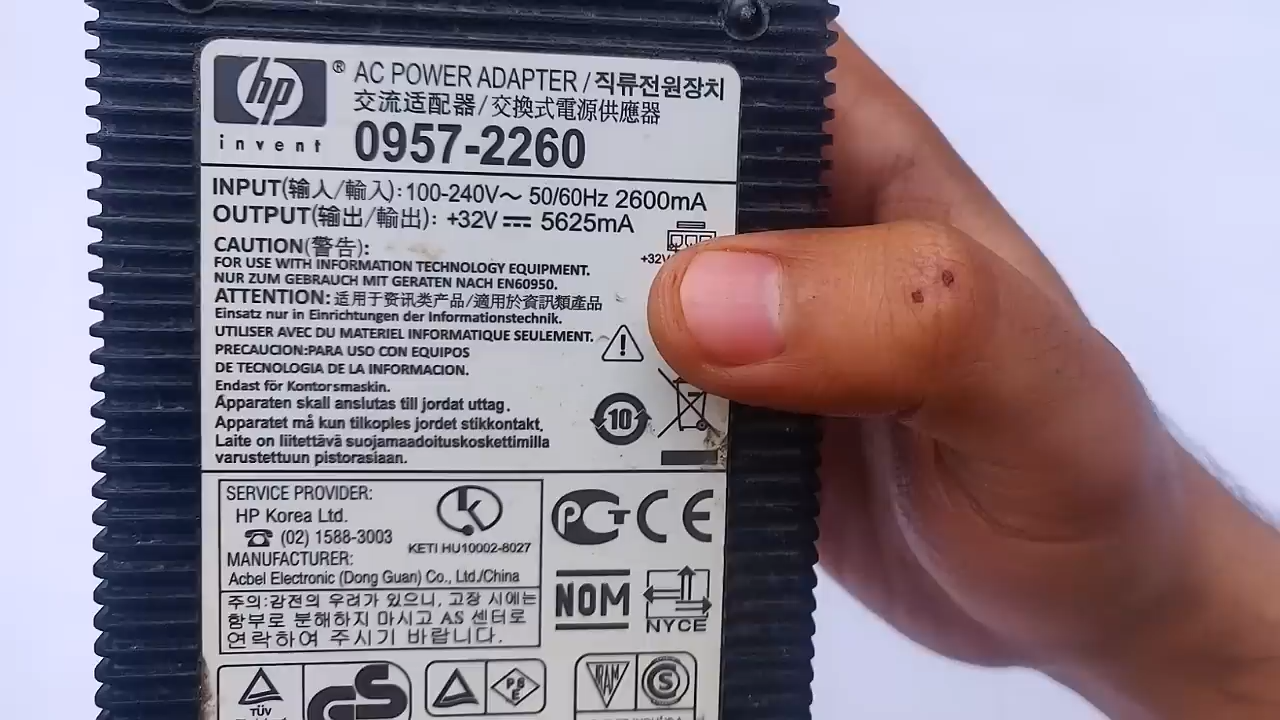 hp ® AC POWER ADAPTER / 직류전원장치
交流适配器/交換式電源供應器
invent
0957-2260
INPUT(输入/輸入):100-240V～ 50/60Hz 2600mA
OUTPUT(输出/輸出): +32V⎓ 5625mA
+32V
CAUTION(警告):
FOR USE WITH INFORMATION TECHNOLOGY EQUIPMENT.
NUR ZUM GEBRAUCH MIT GERATEN NACH EN60950.
ATTENTION: 适用于资讯类产品/適用於資訊類產品
Einsatz nur in Einrichtungen der Informationstechnik.
UTILISER AVEC DU MATERIEL INFORMATIQUE SEULEMENT.
PRECAUCION:PARA USO CON EQUIPOS
DE TECNOLOGIA DE LA INFORMACION.
Endast för Kontorsmaskin.
Apparaten skall anslutas till jordat uttag.
Apparatet må kun tilkoples jordet stikkontakt,
Laite on liitettävä suojamaadoituskoskettimilla
varustettuun pistorasiaan.
10
SERVICE PROVIDER:
HP Korea Ltd.
☎ (02) 1588-3003
KETI HU10002-8027
MANUFACTURER:
Acbel Electronic (Dong Guan) Co., Ltd./China
주의:감전의 우려가 있으니, 고장 시에는
함부로 분해하지 마시고 AS 센터로
연락하여 주시기 바랍니다.
PCT CE
NOM
NYCE
TÜV
GS
PSE
S